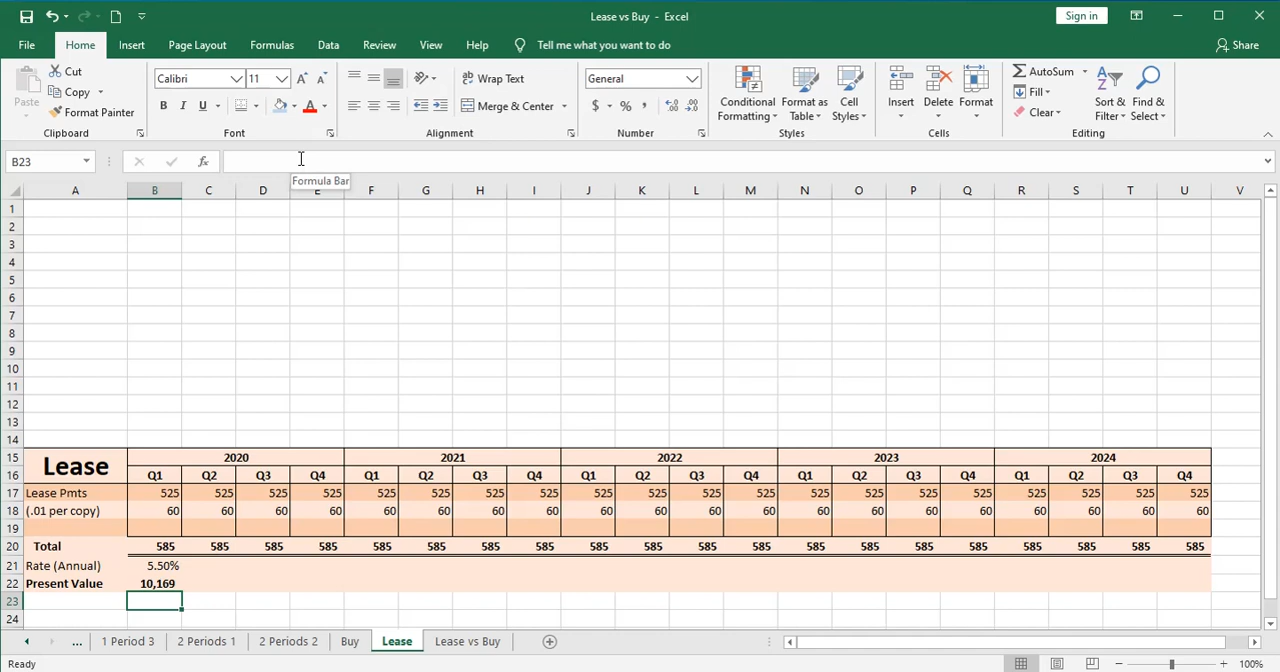 Lease vs Buy - Excel
Sign in
File Home Insert Page Layout Formulas Data Review View Help Tell me what you want to do Share
Paste
Cut
Copy
Format Painter
Clipboard
Calibri 11
B I U
Font
Wrap Text
Merge & Center
Alignment
General
$ % ,
Number
Conditional Formatting
Format as Table
Cell Styles
Styles
Insert Delete Format
Cells
AutoSum
Fill
Clear
Sort & Filter
Find & Select
Editing
B23 fx
Formula Bar
A B C D E F G H I J K L M N O P Q R S T U V
1
2
3
4
5
6
7
8
9
10
11
12
13
14
15 Lease 2020 2021 2022 2023 2024
16 Q1 Q2 Q3 Q4 Q1 Q2 Q3 Q4 Q1 Q2 Q3 Q4 Q1 Q2 Q3 Q4 Q1 Q2 Q3 Q4
17 Lease Pmts 525 525 525 525 525 525 525 525 525 525 525 525 525 525 525 525 525 525 525 525
18 (.01 per copy) 60 60 60 60 60 60 60 60 60 60 60 60 60 60 60 60 60 60 60 60
19
20 Total 585 585 585 585 585 585 585 585 585 585 585 585 585 585 585 585 585 585 585 585
21 Rate (Annual) 5.50%
22 Present Value 10,169
23
24
... 1 Period 3 2 Periods 1 2 Periods 2 Buy Lease Lease vs Buy
Ready 100%